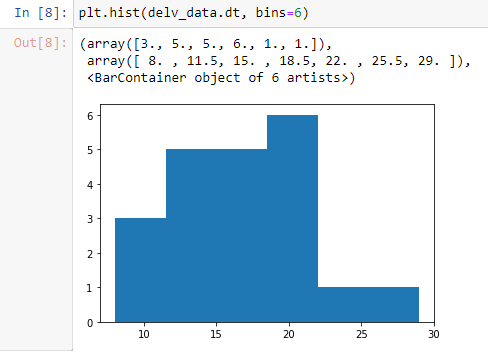 In [8]: plt.hist(delv_data.dt, bins=6)
Out[8]: (array([3., 5., 5., 6., 1., 1.]),
array([ 8. , 11.5, 15. , 18.5, 22. , 25.5, 29. ]),
<BarContainer object of 6 artists>)
6
5
4
3
2
1
0
10 15 20 25 30